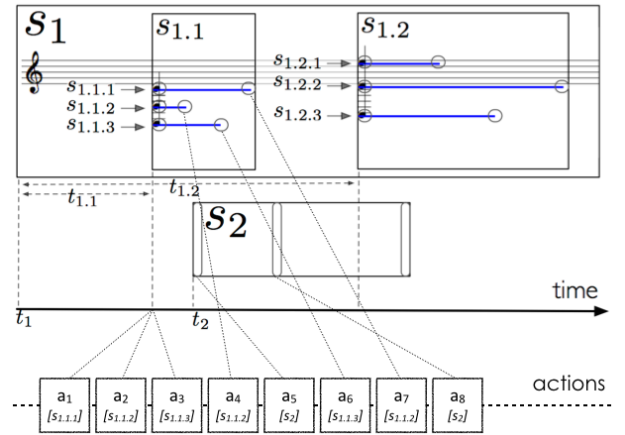 s1
s1.1
s1.2
s1.1.1
s1.1.2
s1.1.3
s1.2.1
s1.2.2
s1.2.3
t1.1
t1.2
s2
time
t1
t2
actions
a1
[s1.1.1]
a2
[s1.1.2]
a3
[s1.1.3]
a4
[s1.1.2]
a5
[s2]
a6
[s1.1.3]
a7
[s1.1.2]
a8
[s2]